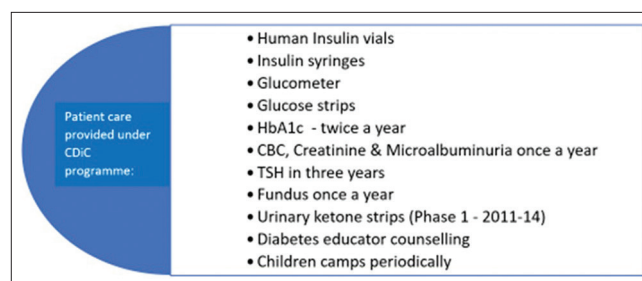 Patient care
provided under
CDiC
programme:
• Human Insulin vials
• Insulin syringes
• Glucometer
• Glucose strips
• HbA1c - twice a year
• CBC, Creatinine & Microalbuminuria once a year
• TSH in three years
• Fundus once a year
• Urinary ketone strips (Phase 1 - 2011-14)
• Diabetes educator counselling
• Children camps periodically